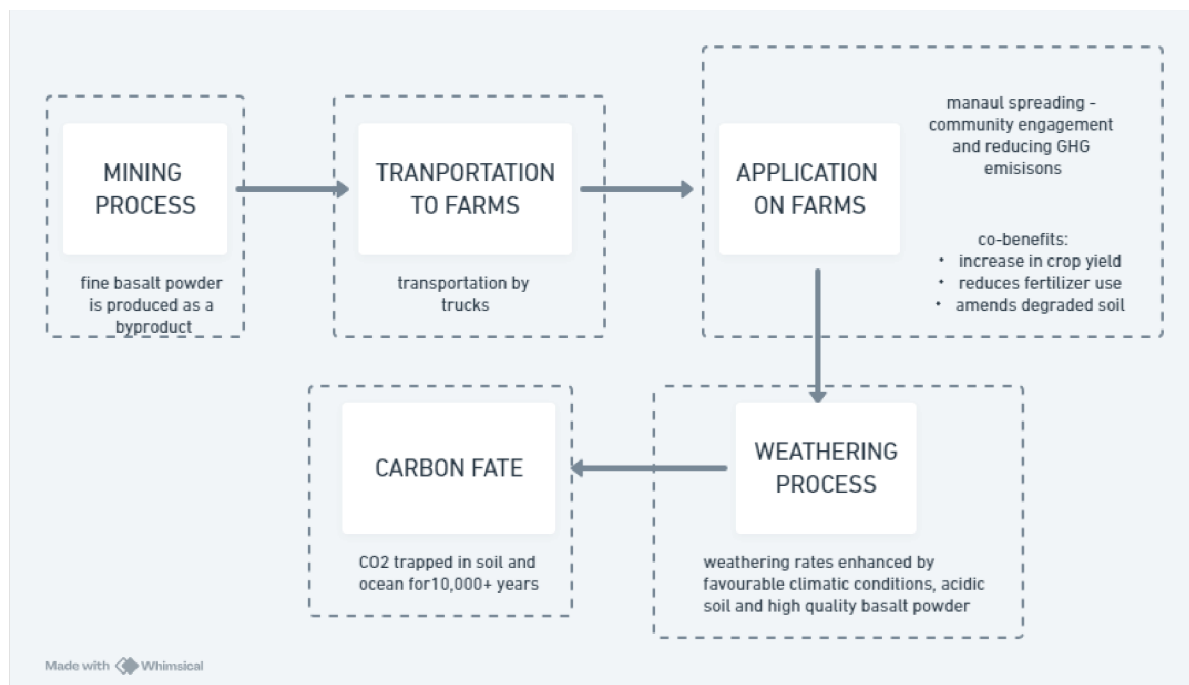 MINING
PROCESS
fine basalt powder
is produced as a
byproduct
TRANPORTATION
TO FARMS
transportation by
trucks
APPLICATION
ON FARMS
manaul spreading -
community engagement
and reducing GHG
emisisons
co-benefits:
• increase in crop yield
• reduces fertilizer use
• amends degraded soil
WEATHERING
PROCESS
weathering rates enhanced by
favourable climatic conditions, acidic
soil and high quality basalt powder
CARBON FATE
CO2 trapped in soil and
ocean for10,000+ years
Made with Whimsical